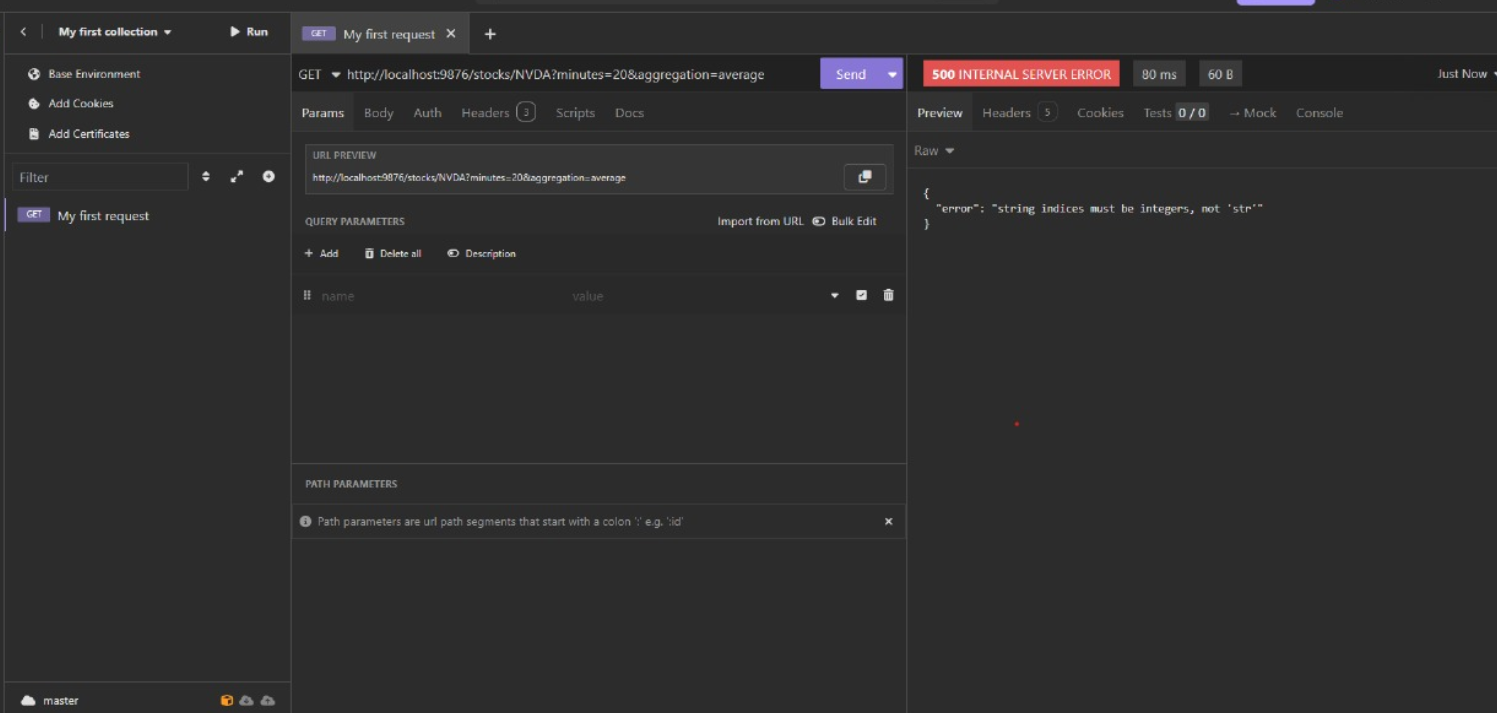 My first collection
Run
GET My first request
Base Environment
Add Cookies
Add Certificates
Filter
GET My first request
master
GET http://localhost:9876/stocks/NVDA?minutes=20&aggregation=average Send
Params Body Auth Headers 3 Scripts Docs
URL PREVIEW
http://localhost:9876/stocks/NVDA?minutes=20&aggregation=average
QUERY PARAMETERS Import from URL Bulk Edit
+ Add Delete all Description
name value
PATH PARAMETERS
Path parameters are url path segments that start with a colon ':' e.g. ':id'
500 INTERNAL SERVER ERROR 80 ms 60 B Just Now
Preview Headers 5 Cookies Tests 0 / 0 → Mock Console
Raw
{
"error": "string indices must be integers, not 'str'"
}